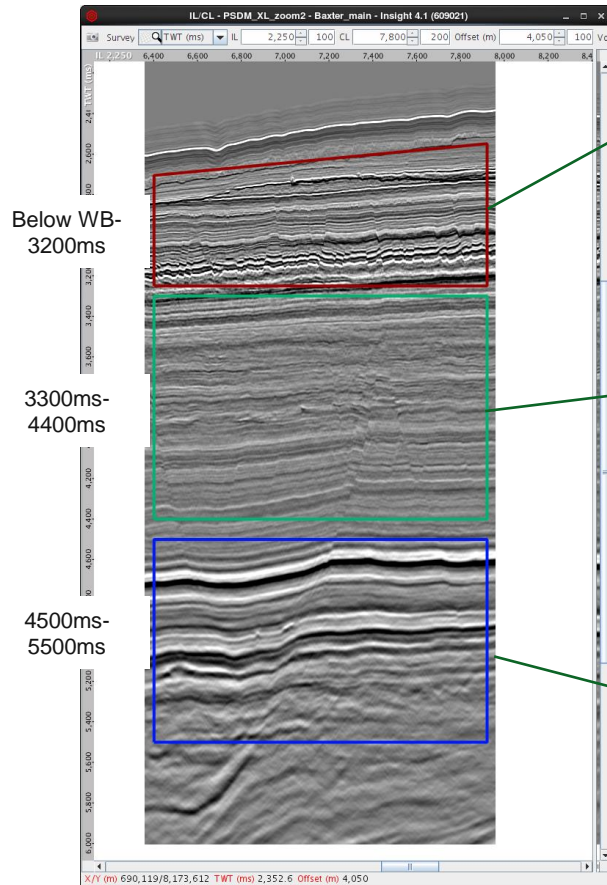 IL/CL - PSDM_XL_zoom2 - Baxter_main - Insight 4.1 (609021)
Survey TWT (ms) IL 2,250 100 CL 7,800 200 Offset (m) 4,050 100
IL 2,250 6,400 6,600 6,800 7,000 7,200 7,400 7,600 7,800 8,000 8,200
TWT (ms)
2,600
Below WB-
3200ms
3,200
3,400
3,600
3300ms-
4400ms
4,200
4,400
4,600
4500ms-
5500ms
5,200
5,400
5,600
5,800
6,000
X/Y (m) 690,119/8,173,612 TWT (ms) 2,352.6 Offset (m) 4,050